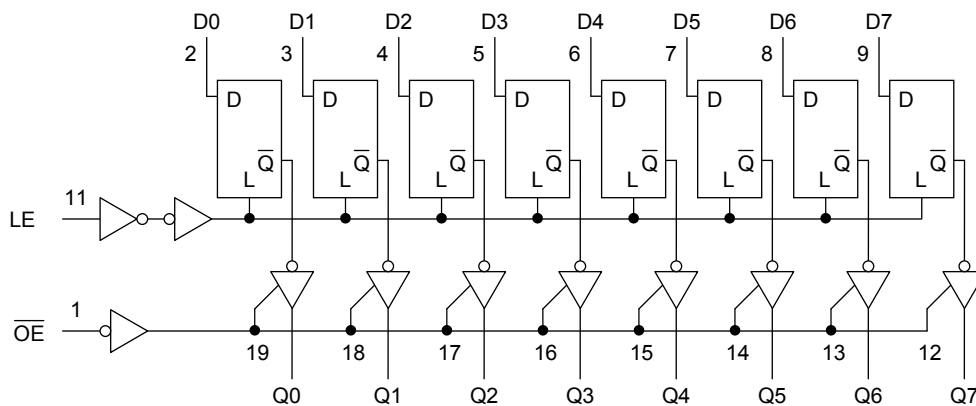 D0 D1 D2 D3 D4 D5 D6 D7
2 3 4 5 6 7 8 9
D D D D D D D D
Q̅ Q̅ Q̅ Q̅ Q̅ Q̅ Q̅ Q̅
L L L L L L L L
11
LE
1
O̅E̅
19 18 17 16 15 14 13 12
Q0 Q1 Q2 Q3 Q4 Q5 Q6 Q7